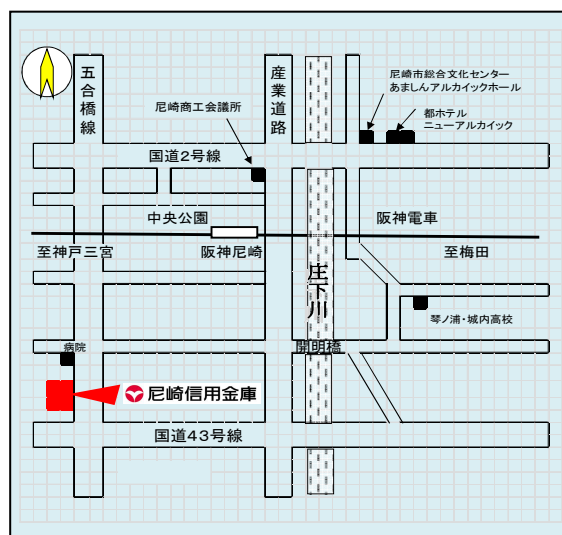 五合橋線
産業道路
尼崎市総合文化センター
あましんアルカイックホール
尼崎商工会議所
都ホテル
ニューアルカイック
国道2号線
中央公園
阪神電車
至神戸三宮
阪神尼崎
至梅田
庄下川
琴ノ浦・城内高校
病院
開明橋
尼崎信用金庫
国道43号線